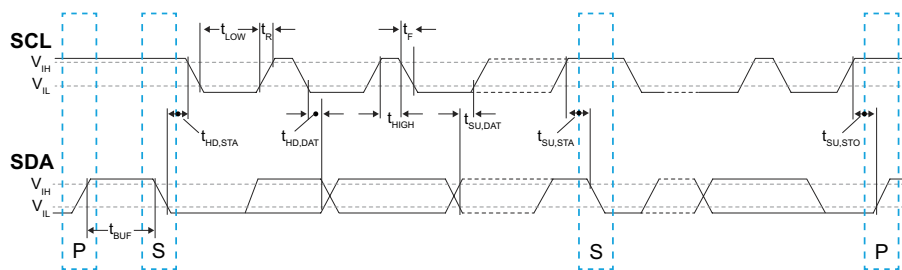 t_LOW t_R t_F
SCL
V_IH
V_IL
t_HD,STA t_HD,DAT t_HIGH t_SU,DAT t_SU,STA t_SU,STO
SDA
V_IH
V_IL
t_BUF
P S S P